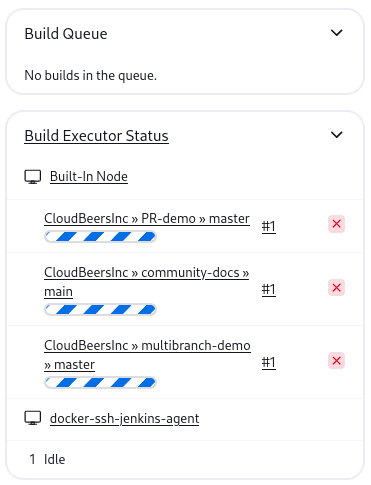 Build Queue
No builds in the queue.
Build Executor Status
Built-In Node
CloudBeersInc » PR-demo » master #1
CloudBeersInc » community-docs »
main #1
CloudBeersInc » multibranch-demo
» master #1
docker-ssh-jenkins-agent
1 Idle